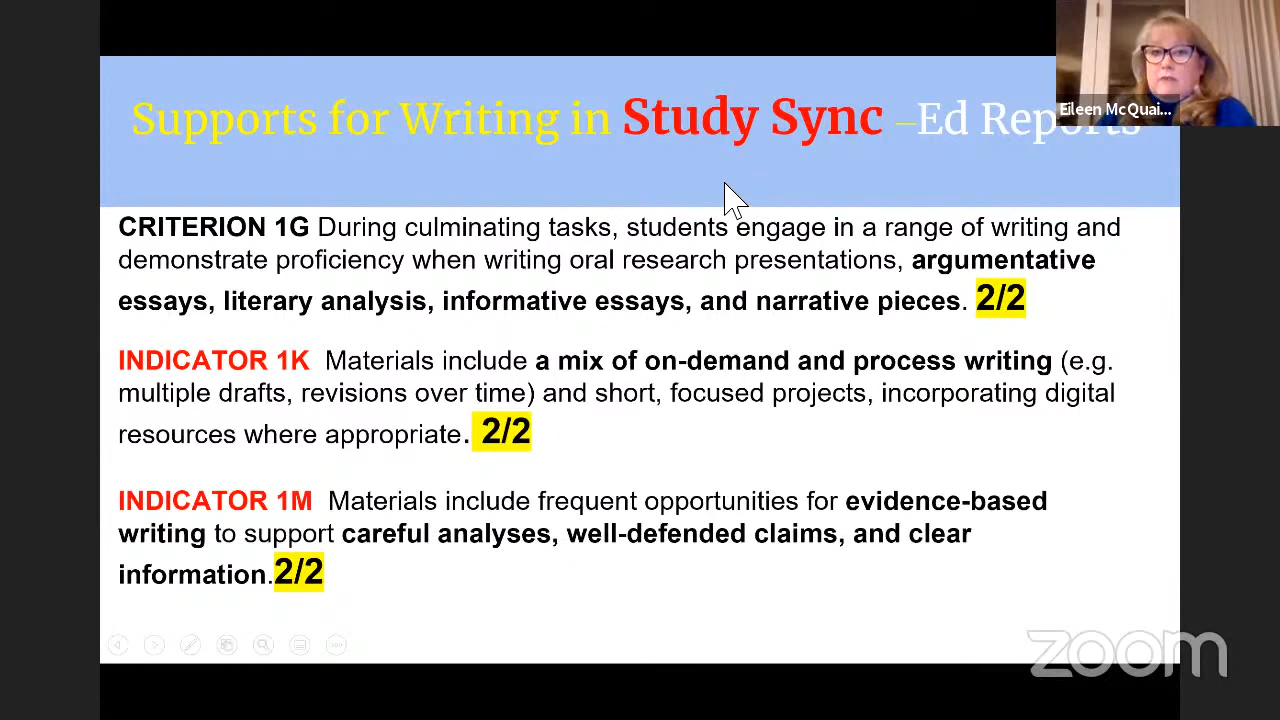 Supports for Writing in Study Sync –Ed Reports
Eileen McQuai...
CRITERION 1G During culminating tasks, students engage in a range of writing and
demonstrate proficiency when writing oral research presentations, argumentative
essays, literary analysis, informative essays, and narrative pieces. 2/2
INDICATOR 1K Materials include a mix of on-demand and process writing (e.g.
multiple drafts, revisions over time) and short, focused projects, incorporating digital
resources where appropriate. 2/2
INDICATOR 1M Materials include frequent opportunities for evidence-based
writing to support careful analyses, well-defended claims, and clear
information.2/2
zoom